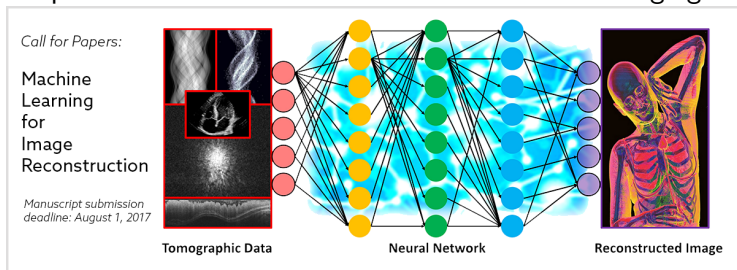 Call for Papers:
Machine
Learning
for
Image
Reconstruction
Manuscript submission
deadline: August 1, 2017
Tomographic Data
Neural Network
Reconstructed Image